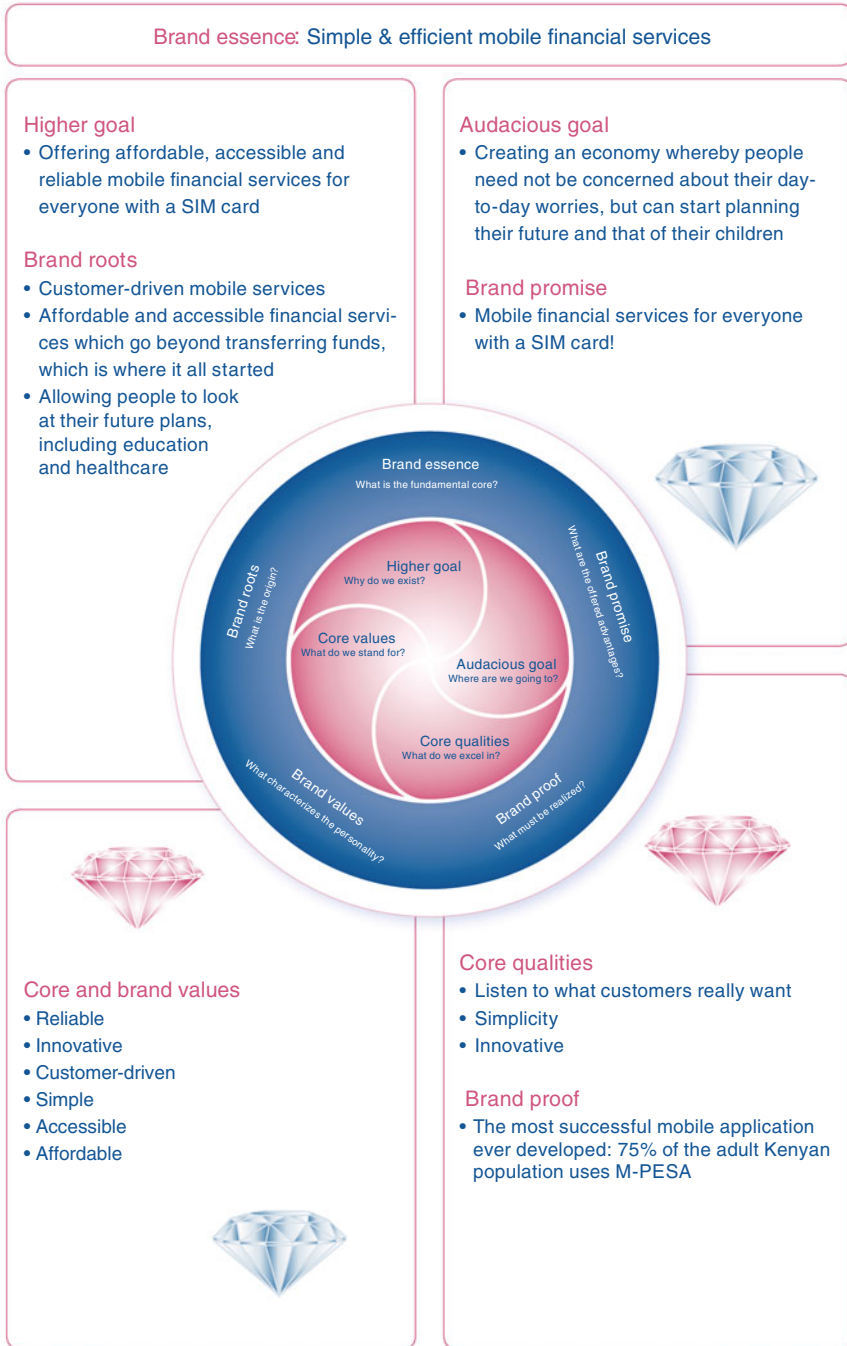 Brand essence: Simple & efficient mobile financial services
Higher goal
• Offering affordable, accessible and
reliable mobile financial services for
everyone with a SIM card
Brand roots
• Customer-driven mobile services
• Affordable and accessible financial servi-
ces which go beyond transferring funds,
which is where it all started
• Allowing people to look
at their future plans,
including education
and healthcare
Audacious goal
• Creating an economy whereby people
need not be concerned about their day-
to-day worries, but can start planning
their future and that of their children
Brand promise
• Mobile financial services for everyone
with a SIM card!
Brand essence
What is the fundamental core?
Brand promise
What are the offered advantages?
Brand proof
What must be realized?
Brand values
What characterizes the personality?
Brand roots
What is the origin?
Higher goal
Why do we exist?
Core values
What do we stand for?
Audacious goal
Where are we going to?
Core qualities
What do we excel in?
Core and brand values
• Reliable
• Innovative
• Customer-driven
• Simple
• Accessible
• Affordable
Core qualities
• Listen to what customers really want
• Simplicity
• Innovative
Brand proof
• The most successful mobile application
ever developed: 75% of the adult Kenyan
population uses M-PESA